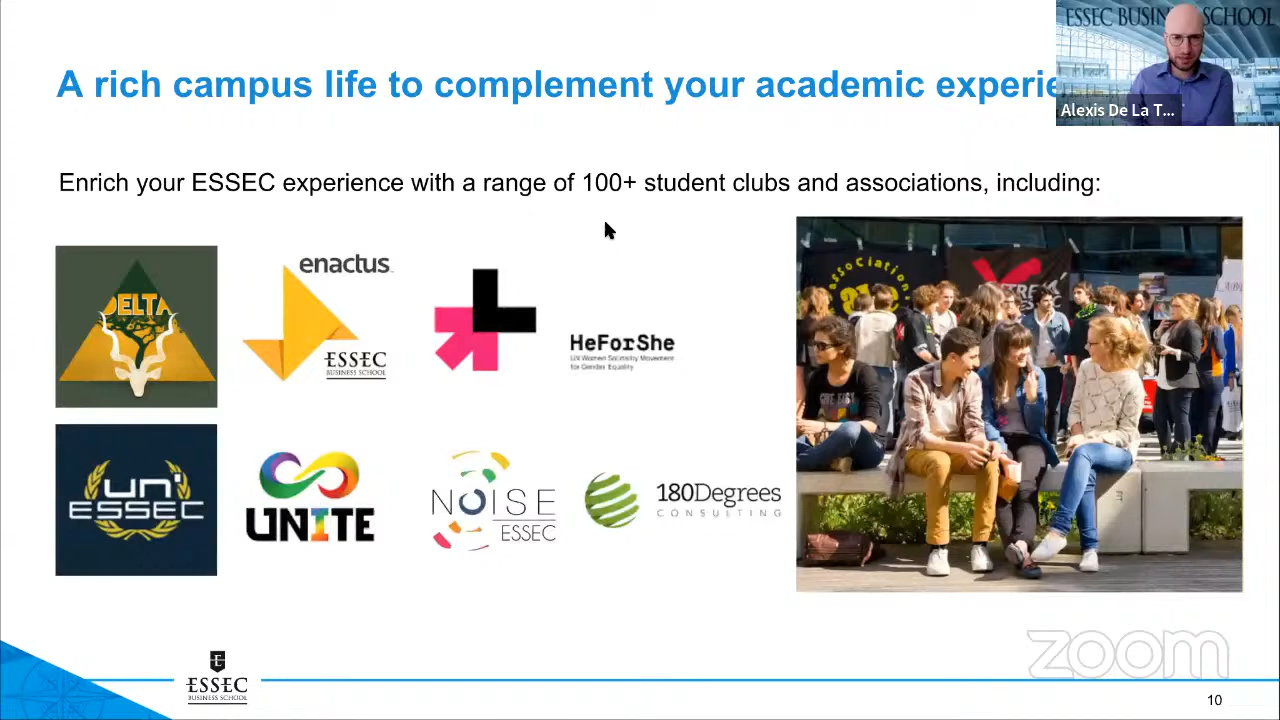 ESSEC BUSINESS SCHOOL
A rich campus life to complement your academic experie
Alexis De La T...
Enrich your ESSEC experience with a range of 100+ student clubs and associations, including:
DELTA
enactus
ESSEC
BUSINESS SCHOOL
HeForShe
UN Women Solidarity Movement
for Gender Equality
association
UN'
ESSEC
UNITE
NOISE
ESSEC
180Degrees
CONSULTING
ESSEC
BUSINESS SCHOOL
zoom
10